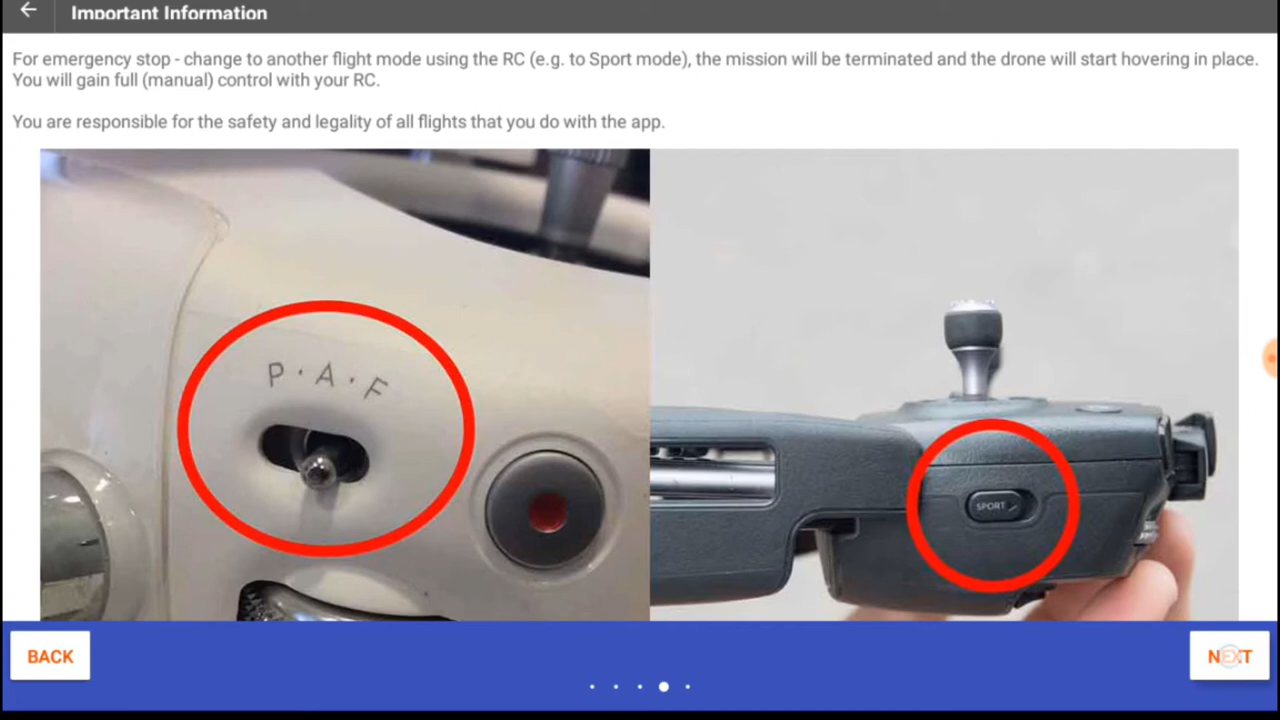 Important Information
For emergency stop - change to another flight mode using the RC (e.g. to Sport mode), the mission will be terminated and the drone will start hovering in place.
You will gain full (manual) control with your RC.
You are responsible for the safety and legality of all flights that you do with the app.
P · A · F
SPORT
BACK
NEXT